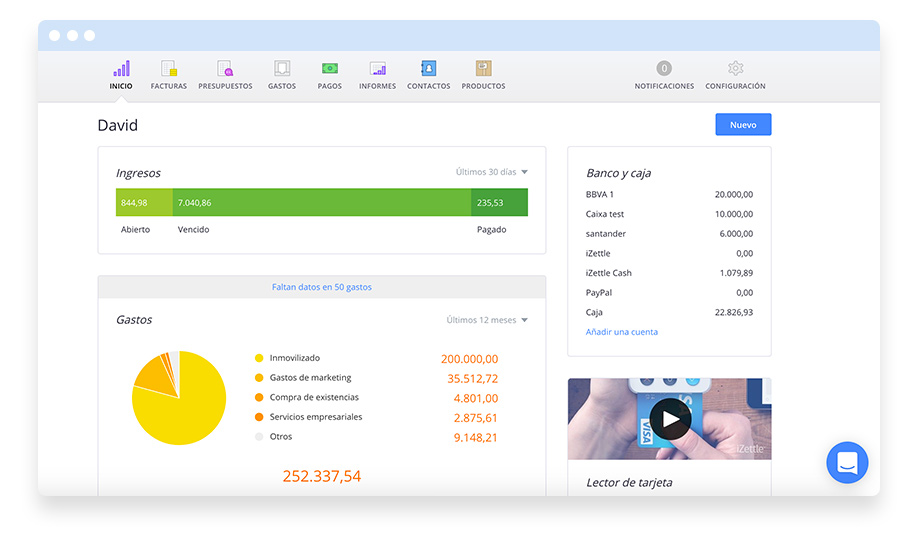 INICIO
FACTURAS
PRESUPUESTOS
GASTOS
PAGOS
INFORMES
CONTACTOS
PRODUCTOS
0
NOTIFICACIONES
CONFIGURACIÓN
David
Nuevo
Ingresos
Últimos 30 días
844,98
7.040,86
235,53
Abierto
Vencido
Pagado
Faltan datos en 50 gastos
Gastos
Últimos 12 meses
Inmovilizado 200.000,00
Gastos de marketing 35.512,72
Compra de existencias 4.801,00
Servicios empresariales 2.875,61
Otros 9.148,21
252.337,54
Banco y caja
BBVA 1 20.000,00
Caixa test 10.000,00
santander 6.000,00
iZettle 0,00
iZettle Cash 1.079,89
PayPal 0,00
Caja 22.826,93
Añadir una cuenta
VISA
iZettle
Lector de tarjeta